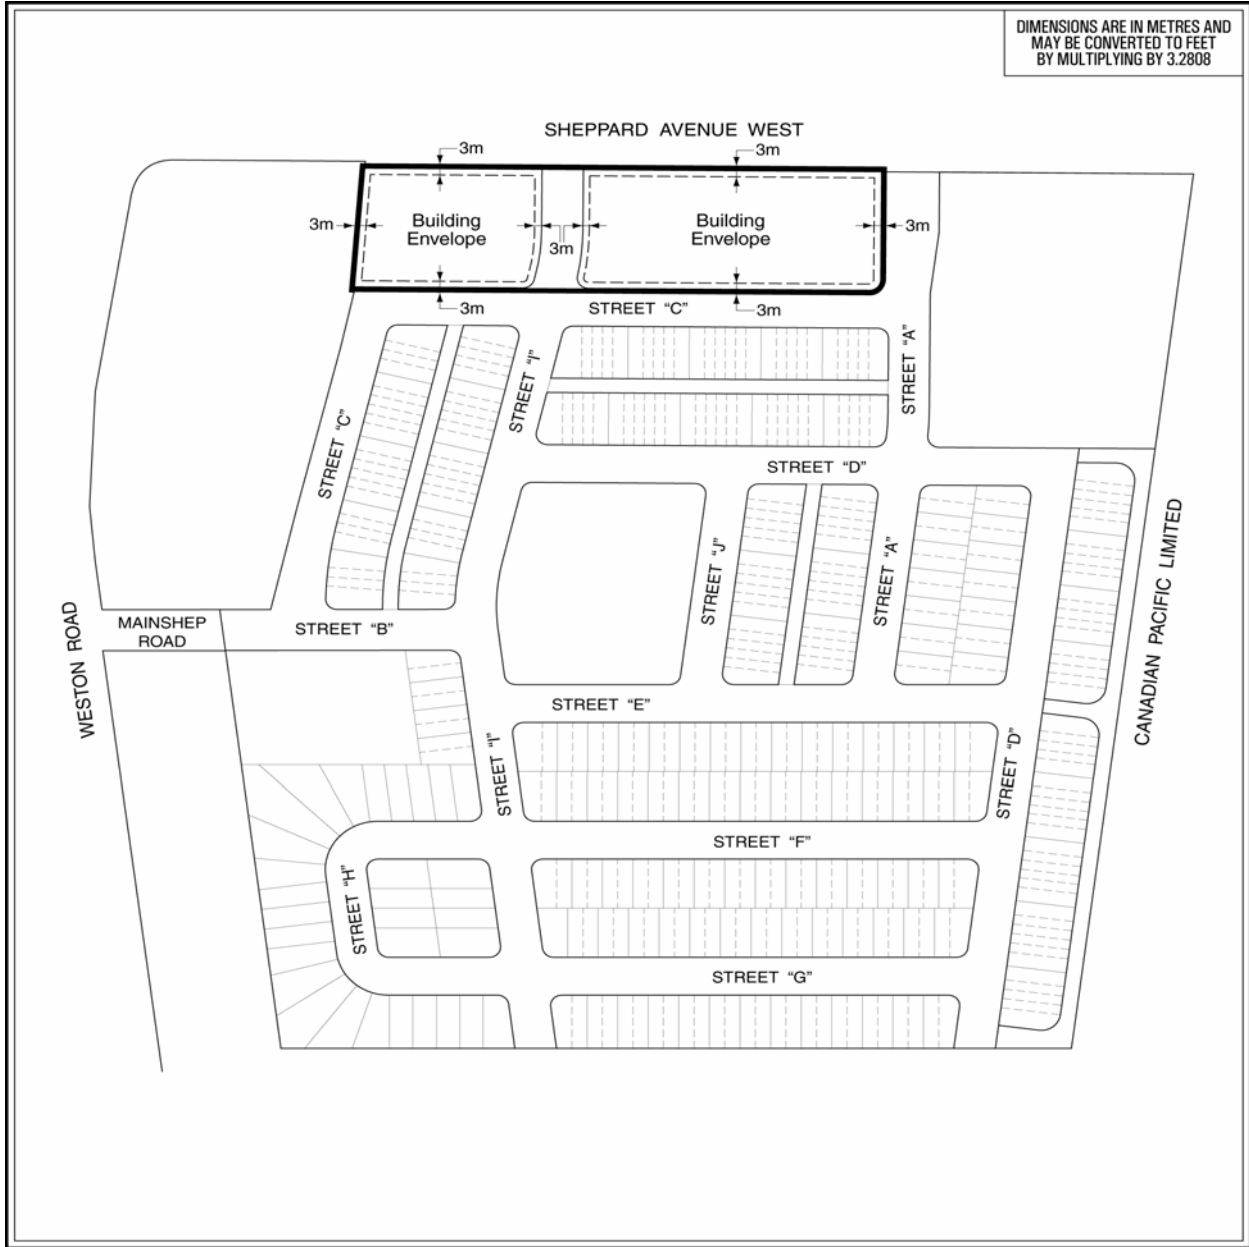 DIMENSIONS ARE IN METRES AND
MAY BE CONVERTED TO FEET
BY MULTIPLYING BY 3.2808
SHEPPARD AVENUE WEST
3m
3m
3m
Building
Envelope
3m
Building
Envelope
3m
3m
3m
STREET “C”
STREET “A”
STREET “I”
STREET “C”
STREET “D”
STREET “J”
STREET “A”
CANADIAN PACIFIC LIMITED
WESTON ROAD
MAINSHEP
ROAD
STREET “B”
STREET “E”
STREET “I”
STREET “D”
STREET “F”
STREET “H”
STREET “G”